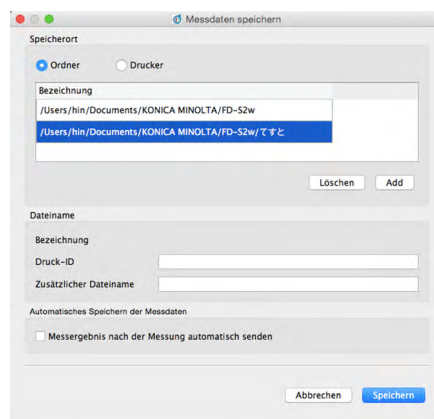 Messdaten speichern
Speicherort
Ordner Drucker
Bezeichnung
/Users/hin/Documents/KONICA MINOLTA/FD-S2w
/Users/hin/Documents/KONICA MINOLTA/FD-S2w/てすと
Löschen Add
Dateiname
Bezeichnung
Druck-ID
Zusätzlicher Dateiname
Automatisches Speichern der Messdaten
Messergebnis nach der Messung automatisch senden
Abbrechen Speichern